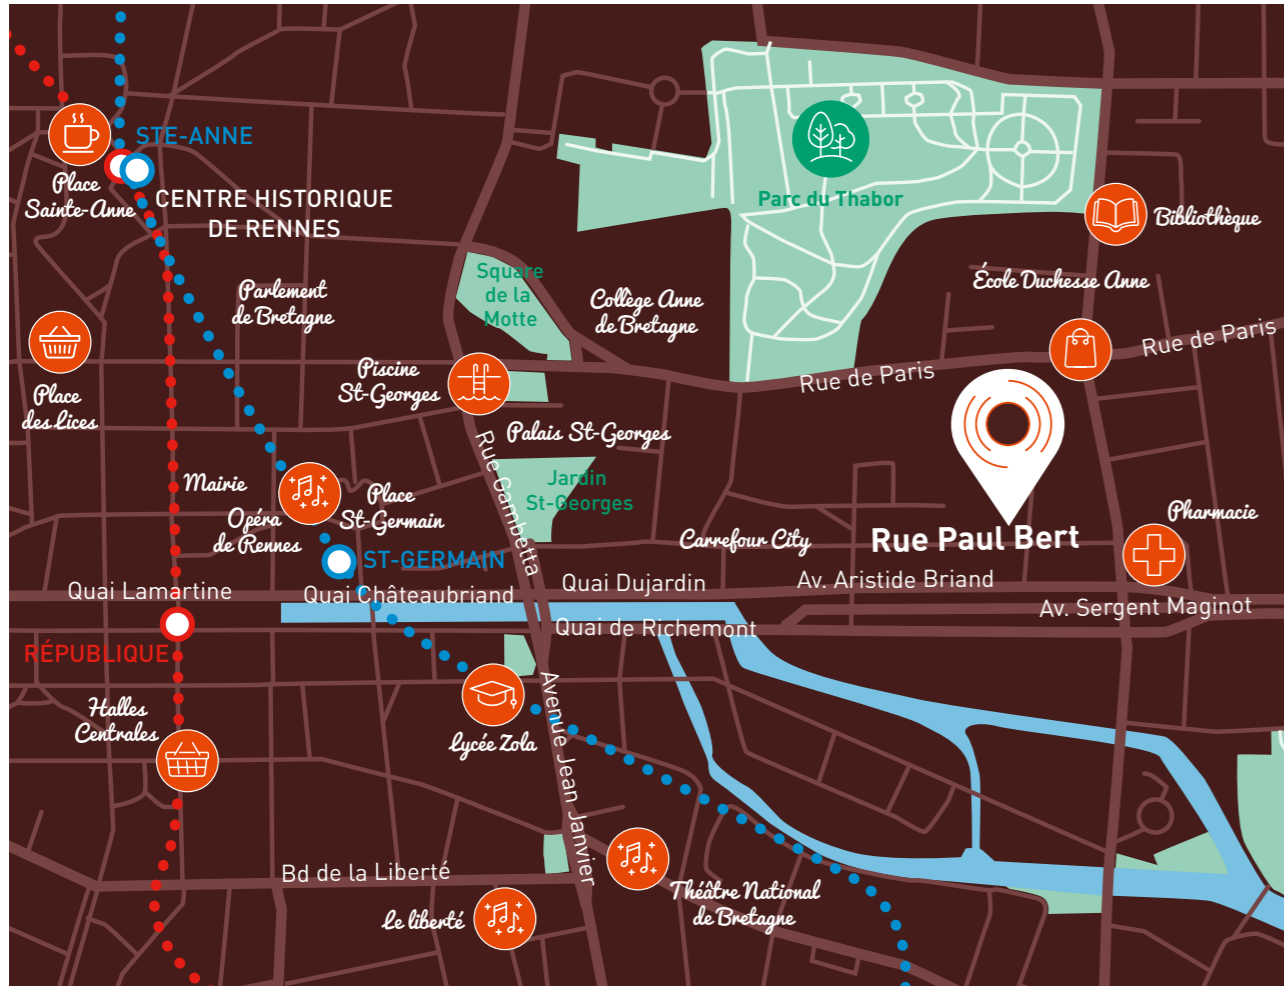 STE-ANNE
Place
Sainte-Anne
CENTRE HISTORIQUE
DE RENNES
Parc du Thabor
Bibliothèque
École Duchesse Anne
Square
de la
Motte
Parlement
de Bretagne
Collège Anne
de Bretagne
Rue de Paris
Rue de Paris
Piscine
St-Georges
Place
des Lices
Palais St-Georges
Rue Gambetta
Jardin
St-Georges
Mairie
Opéra
de Rennes
Place
St-Germain
ST-GERMAIN
Carrefour City
Rue Paul Bert
Pharmacie
Quai Lamartine
Quai Châteaubriand
Quai Dujardin
Av. Aristide Briand
Av. Sergent Maginot
Quai de Richemont
RÉPUBLIQUE
Halles
Centrales
Lycée Zola
Avenue Jean Janvier
Bd de la Liberté
Le liberté
Théâtre National
de Bretagne